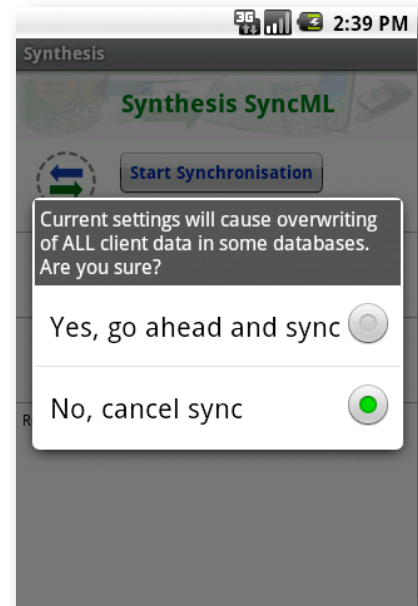 3G 2:39 PM
Synthesis
Synthesis SyncML
Start Synchronisation
Current settings will cause overwriting
of ALL client data in some databases.
Are you sure?
Yes, go ahead and sync
No, cancel sync
R